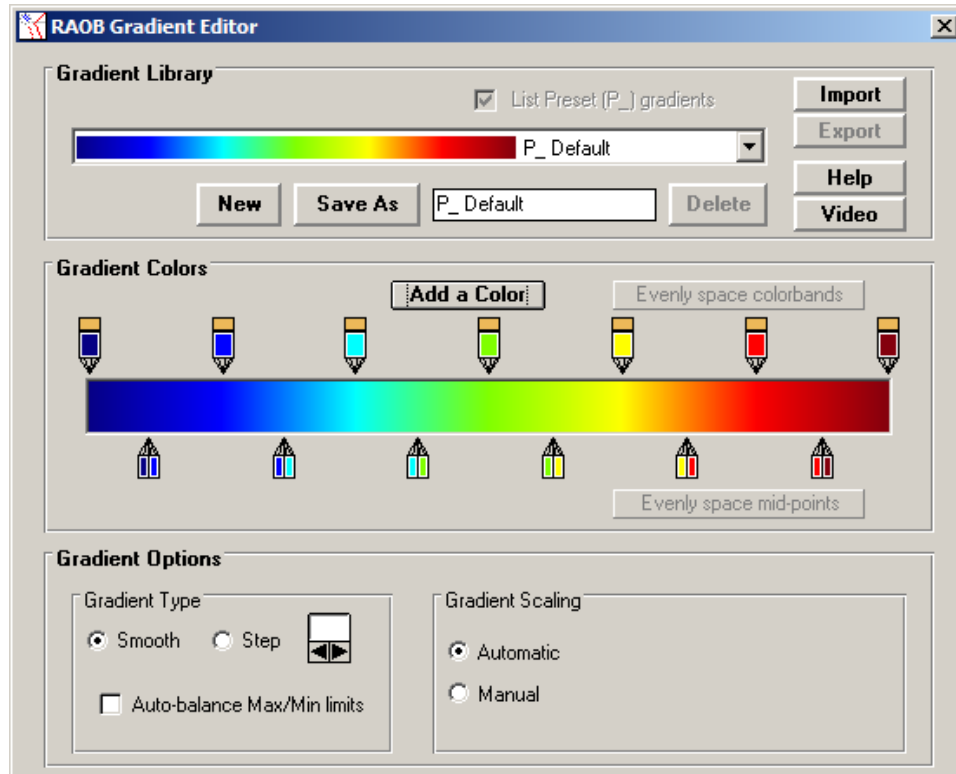 RAOB Gradient Editor
Gradient Library
List Preset (P_) gradients
Import
Export
P_ Default
Help
New
Save As
P_ Default
Delete
Video
Gradient Colors
Add a Color
Evenly space colorbands
Evenly space mid-points
Gradient Options
Gradient Type
Gradient Scaling
Smooth
Step
Automatic
Manual
Auto-balance Max/Min limits